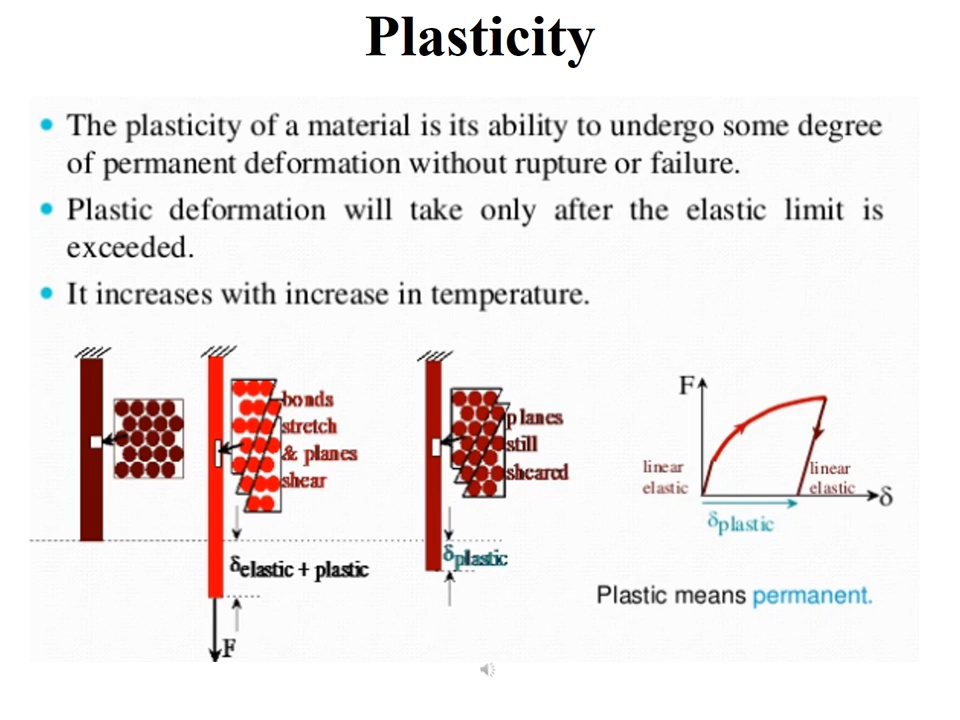 Plasticity
• The plasticity of a material is its ability to undergo some degree
of permanent deformation without rupture or failure.
• Plastic deformation will take only after the elastic limit is
exceeded.
• It increases with increase in temperature.
bonds
stretch
& planes
shear
δelastic + plastic
F
planes
still
sheared
δplastic
F
linear
elastic
linear
elastic
δ
δplastic
Plastic means permanent.